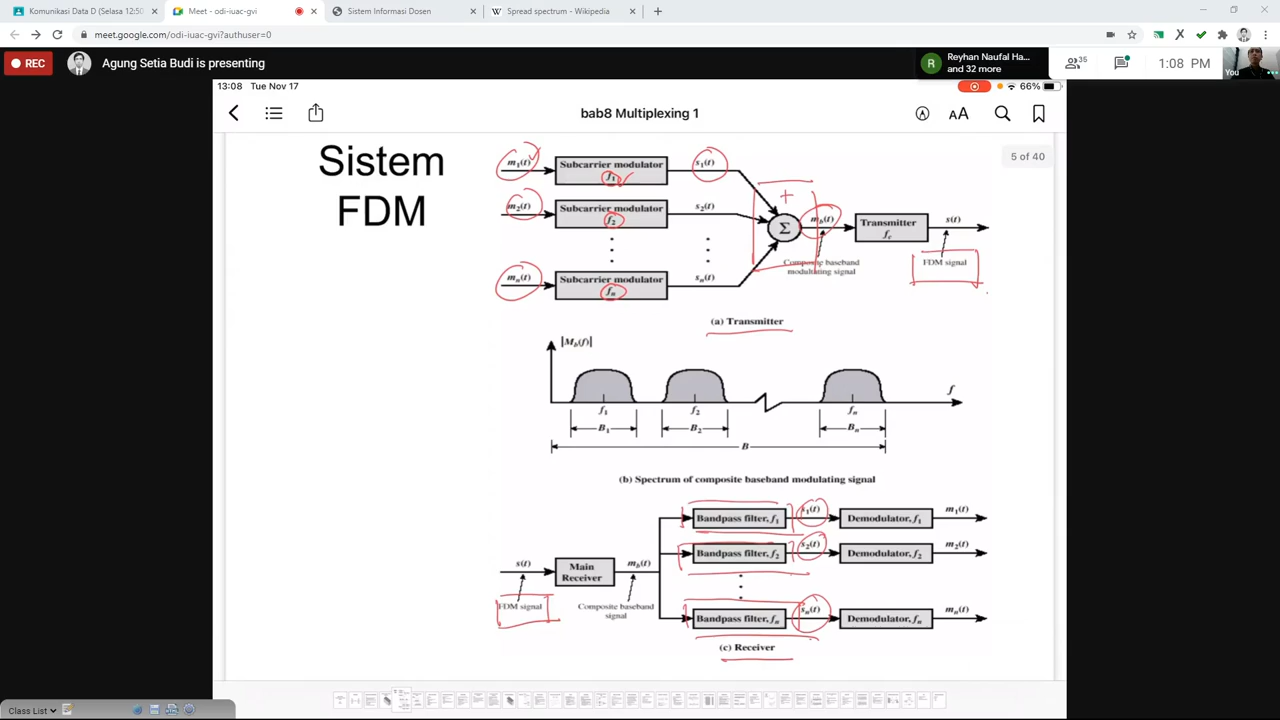 Komunikasi Data D (Selasa 12:50
Meet - odi-iuac-gvi
Sistem Informasi Dosen
Spread spectrum - Wikipedia
meet.google.com/odi-iuac-gvi?authuser=0
REC
Agung Setia Budi is presenting
R
Reyhan Naufal Ha...
and 32 more
35
1:08 PM
You
13:08 Tue Nov 17
66%
bab8 Multiplexing 1
AA
5 of 40
Sistem
FDM
m1(t)
Subcarrier modulator
f1
s1(t)
m2(t)
Subcarrier modulator
f2
s2(t)
mn(t)
Subcarrier modulator
fn
sn(t)
+
Σ
mb(t)
Composite baseband
modulating signal
Transmitter
fc
s(t)
FDM signal
(a) Transmitter
|Mb(f)|
f
f1 f2 fn
B1 B2 Bn
B
(b) Spectrum of composite baseband modulating signal
s(t)
FDM signal
Main
Receiver
mb(t)
Composite baseband
signal
Bandpass filter, f1
s1(t)
Demodulator, f1
m1(t)
Bandpass filter, f2
s2(t)
Demodulator, f2
m2(t)
Bandpass filter, fn
sn(t)
Demodulator, fn
mn(t)
(c) Receiver
Class List